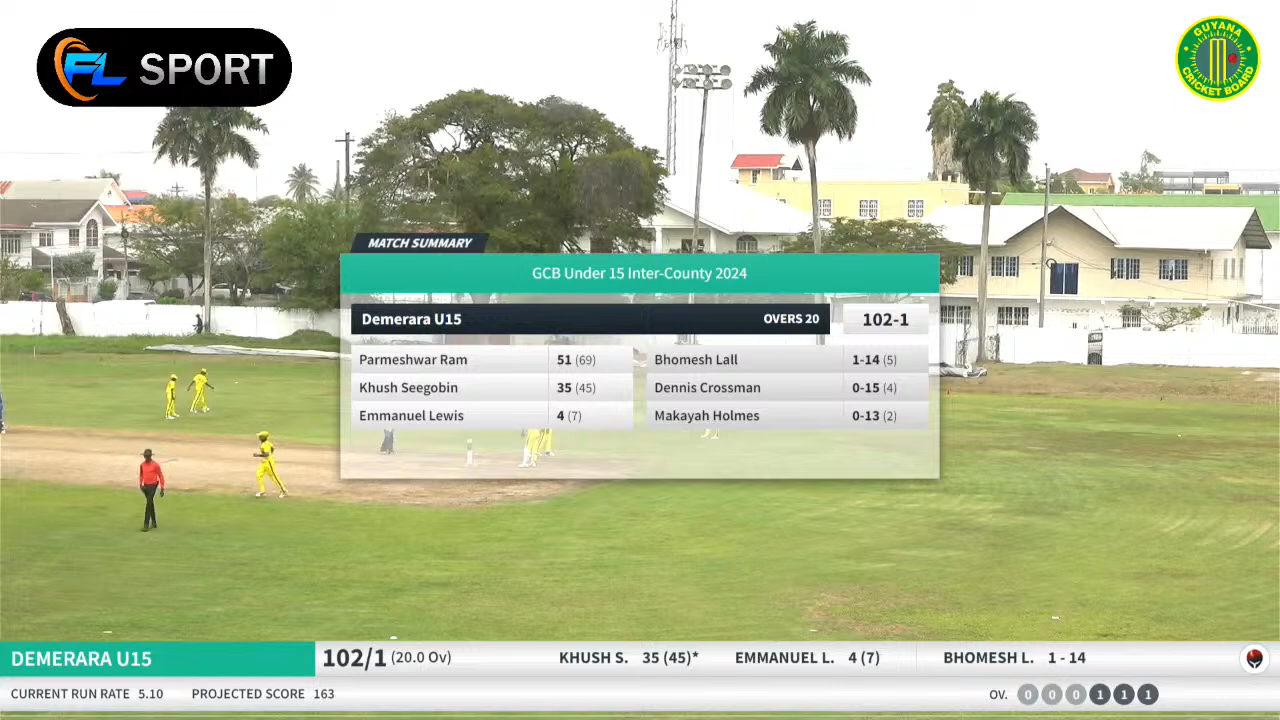 FL SPORT
GUYANA
CRICKET BOARD
MATCH SUMMARY
GCB Under 15 Inter-County 2024
Demerara U15 OVERS 20 102-1
Parmeshwar Ram 51 (69) Bhomesh Lall 1-14 (5)
Khush Seegobin 35 (45) Dennis Crossman 0-15 (4)
Emmanuel Lewis 4 (7) Makayah Holmes 0-13 (2)
DEMERARA U15 102/1 (20.0 Ov) KHUSH S. 35 (45)* EMMANUEL L. 4 (7) BHOMESH L. 1 - 14
CURRENT RUN RATE 5.10 PROJECTED SCORE 163 OV. 0 0 0 1 1 1